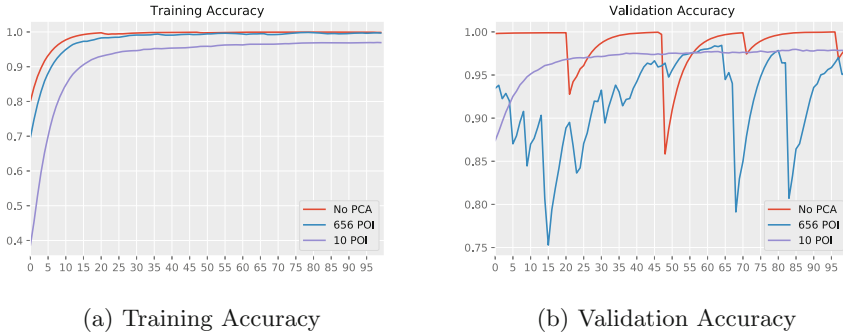 Training Accuracy
1.0
0.9
0.8
0.7
0.6
0.5
0.4
0 5 10 15 20 25 30 35 40 45 50 55 60 65 70 75 80 85 90 95
No PCA
656 POI
10 POI
(a) Training Accuracy
Validation Accuracy
1.00
0.95
0.90
0.85
0.80
0.75
0 5 10 15 20 25 30 35 40 45 50 55 60 65 70 75 80 85 90 95
No PCA
656 POI
10 POI
(b) Validation Accuracy